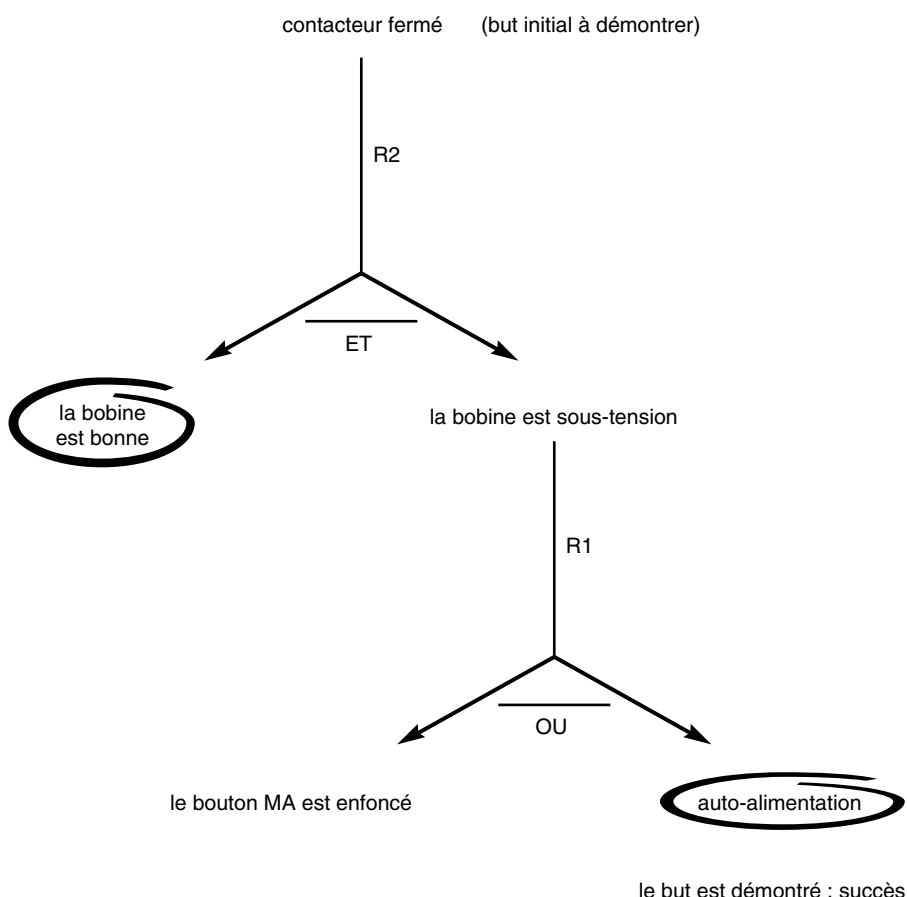 contacteur fermé (but initial à démontrer)
R2
ET
la bobine
est bonne
la bobine est sous-tension
R1
OU
le bouton MA est enfoncé
auto-alimentation
le but est démontré : succès